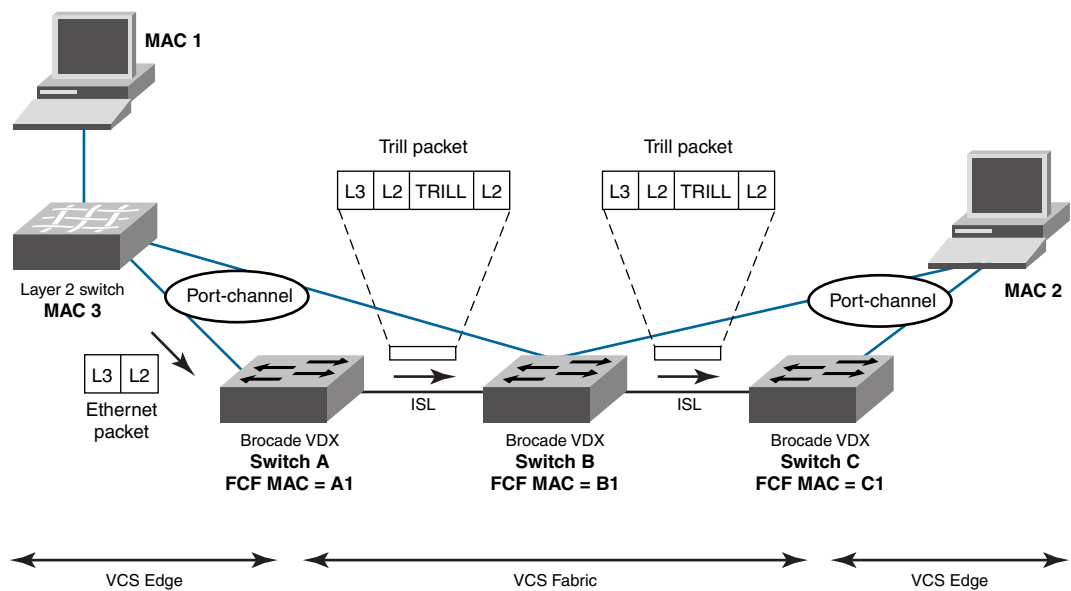 MAC 1
Trill packet
L3 L2 TRILL L2
Trill packet
L3 L2 TRILL L2
Layer 2 switch
MAC 3
Port-channel
Port-channel
MAC 2
L3 L2
Ethernet
packet
ISL
ISL
Brocade VDX
Switch A
FCF MAC = A1
Brocade VDX
Switch B
FCF MAC = B1
Brocade VDX
Switch C
FCF MAC = C1
VCS Edge
VCS Fabric
VCS Edge